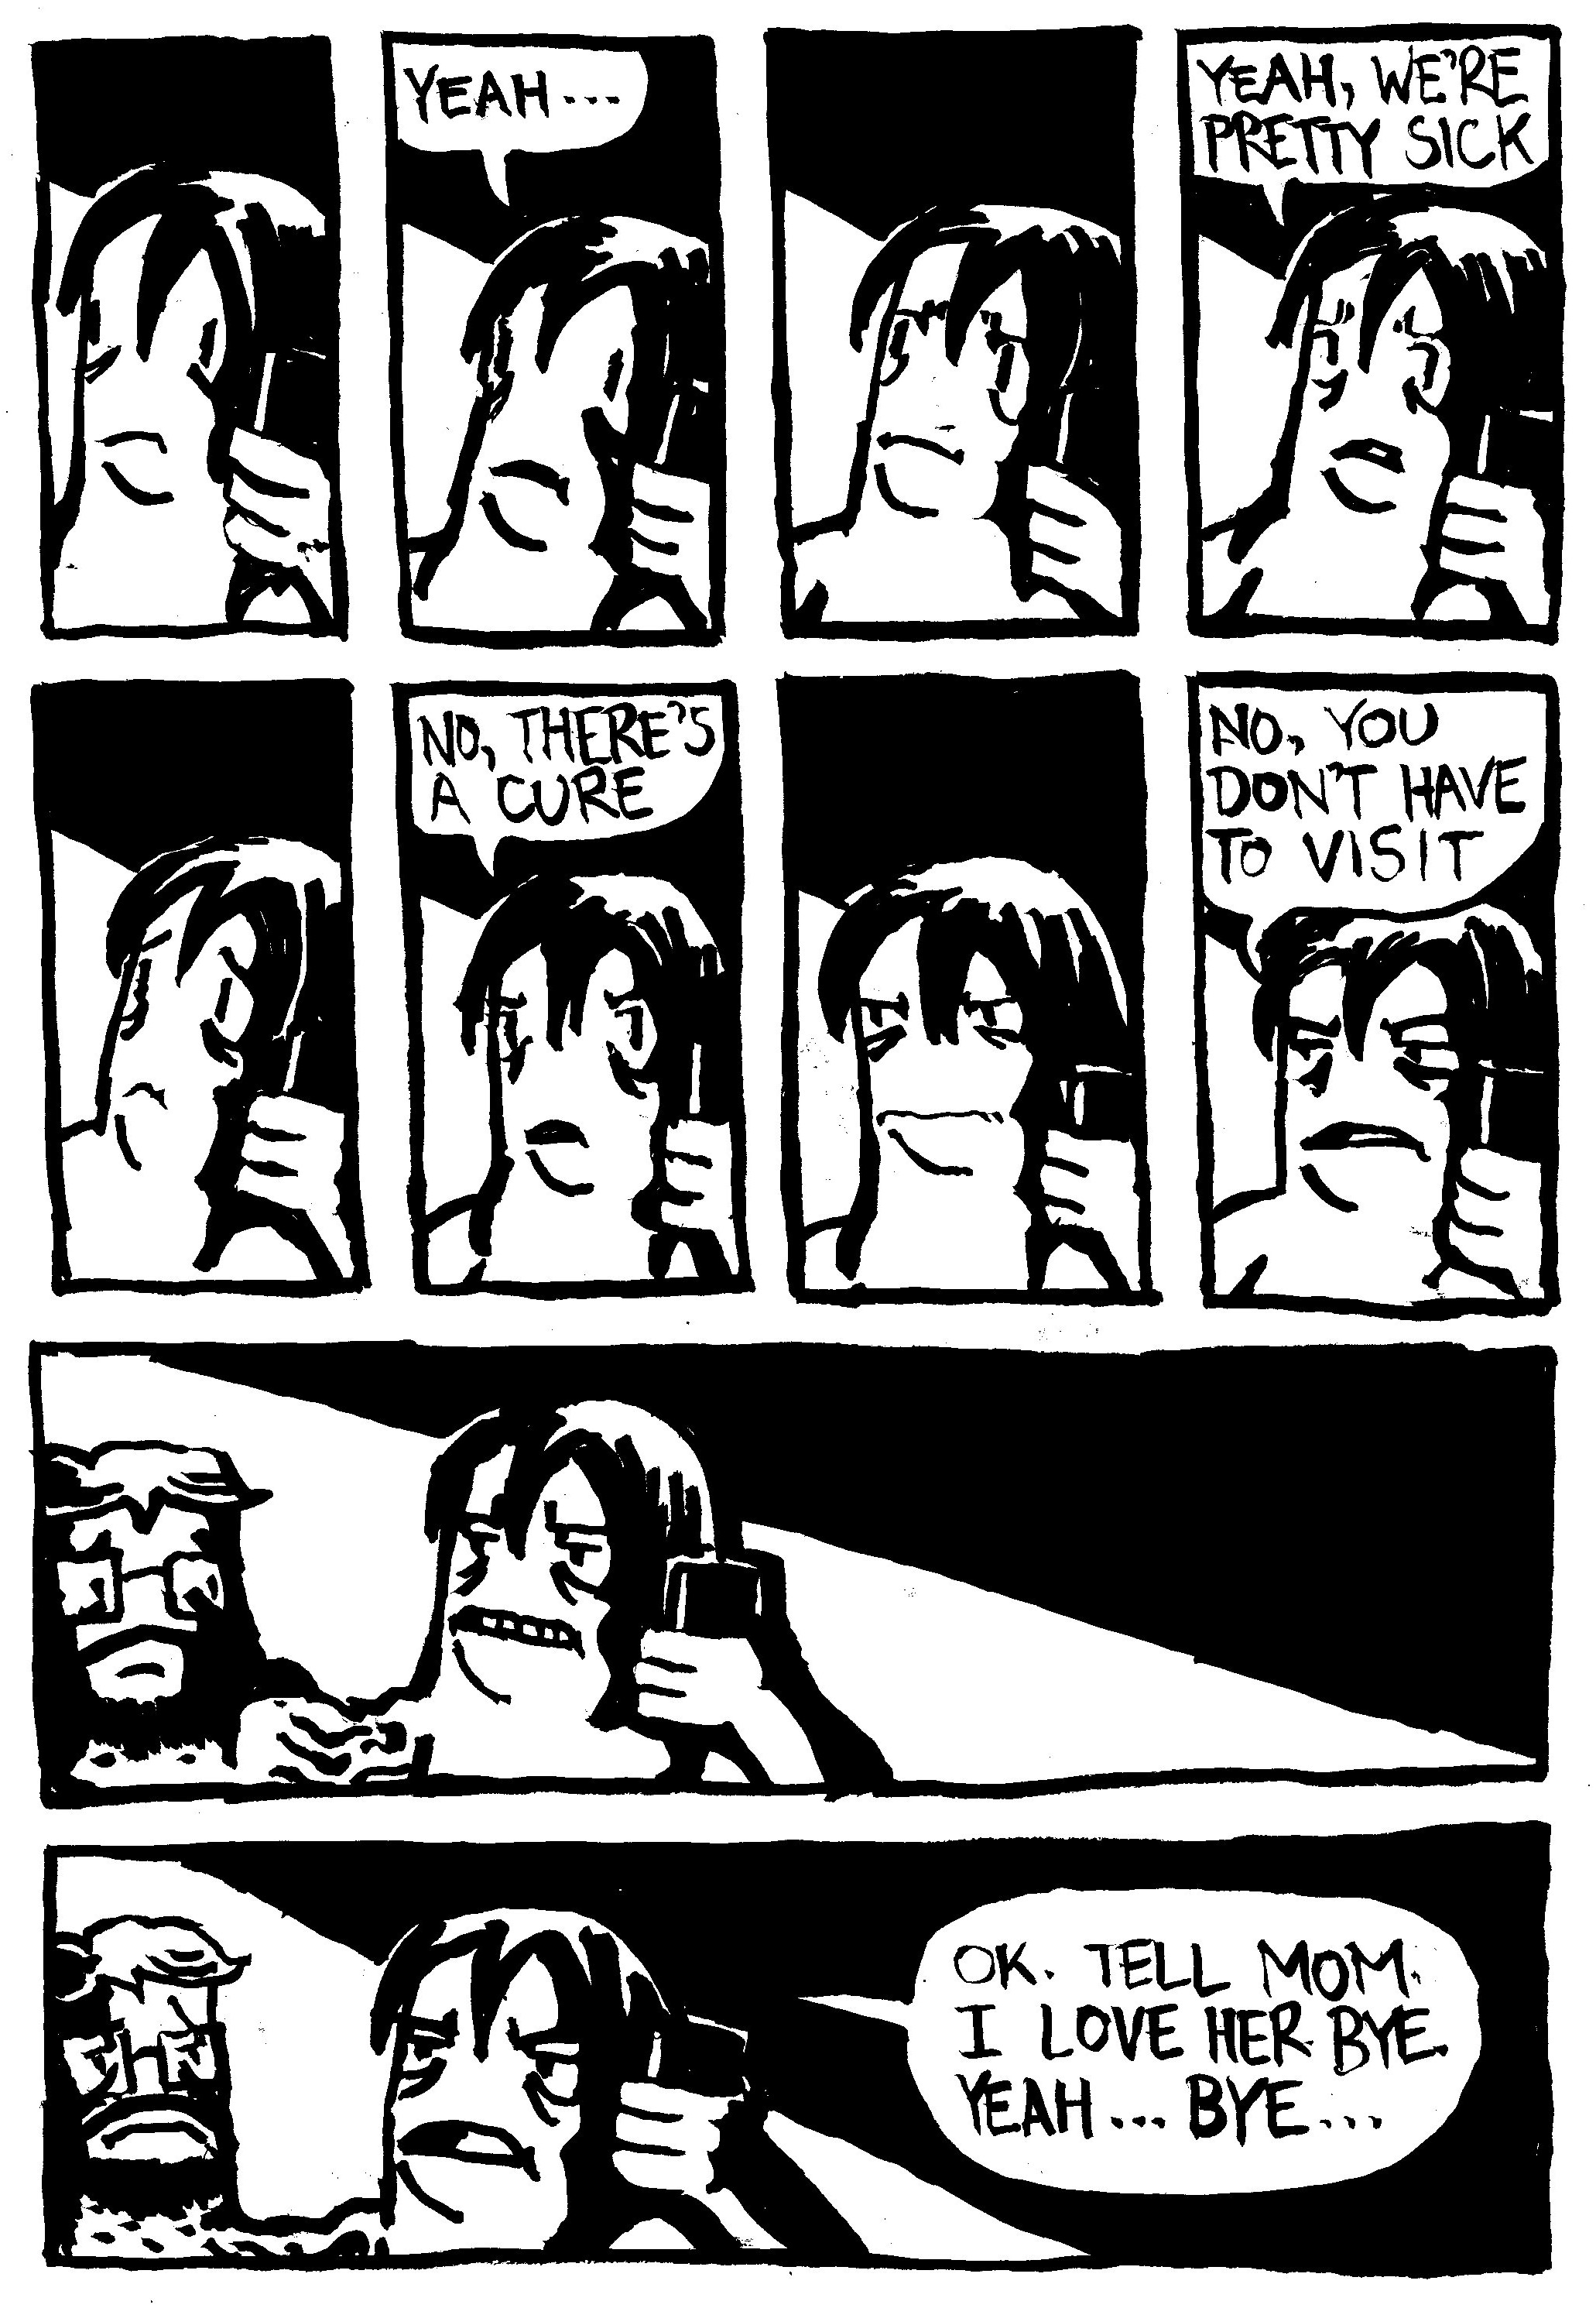 YEAH...
YEAH, WE'RE
PRETTY SICK
NO, THERE'S
A CURE
NO, YOU
DON'T HAVE
TO VISIT
OK. TELL MOM.
I LOVE HER. BYE.
YEAH... BYE...